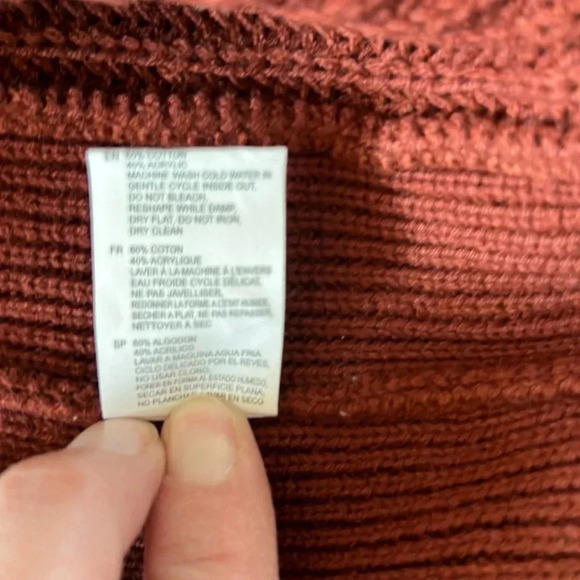 EN 60% COTTON
40% ACRYLIC
MACHINE WASH COLD WATER IN
GENTLE CYCLE INSIDE OUT,
DO NOT BLEACH,
RESHAPE WHILE DAMP,
DRY FLAT, DO NOT IRON,
DRY CLEAN
FR 60% COTON
40% ACRYLIQUE
LAVER À LA MACHINE À L'ENVERS
EAU FROIDE CYCLE DÉLICAT,
NE PAS JAVELLISER,
REDONNER LA FORME A L'ETAT HUMIDE,
SECHER A PLAT, NE PAS REPASSER,
NETTOYER A SEC
SP 60% ALGODON
40% ACRILICO
LAVAR A MAQUINA AGUA FRIA
CICLO DELICADO POR EL REVES,
NO USAR CLORO,
PONER EN FORMA AL ESTADO HUMEDO,
SECAR EN SUPERFICIE PLANA,
NO PLANCHAR EN SECO